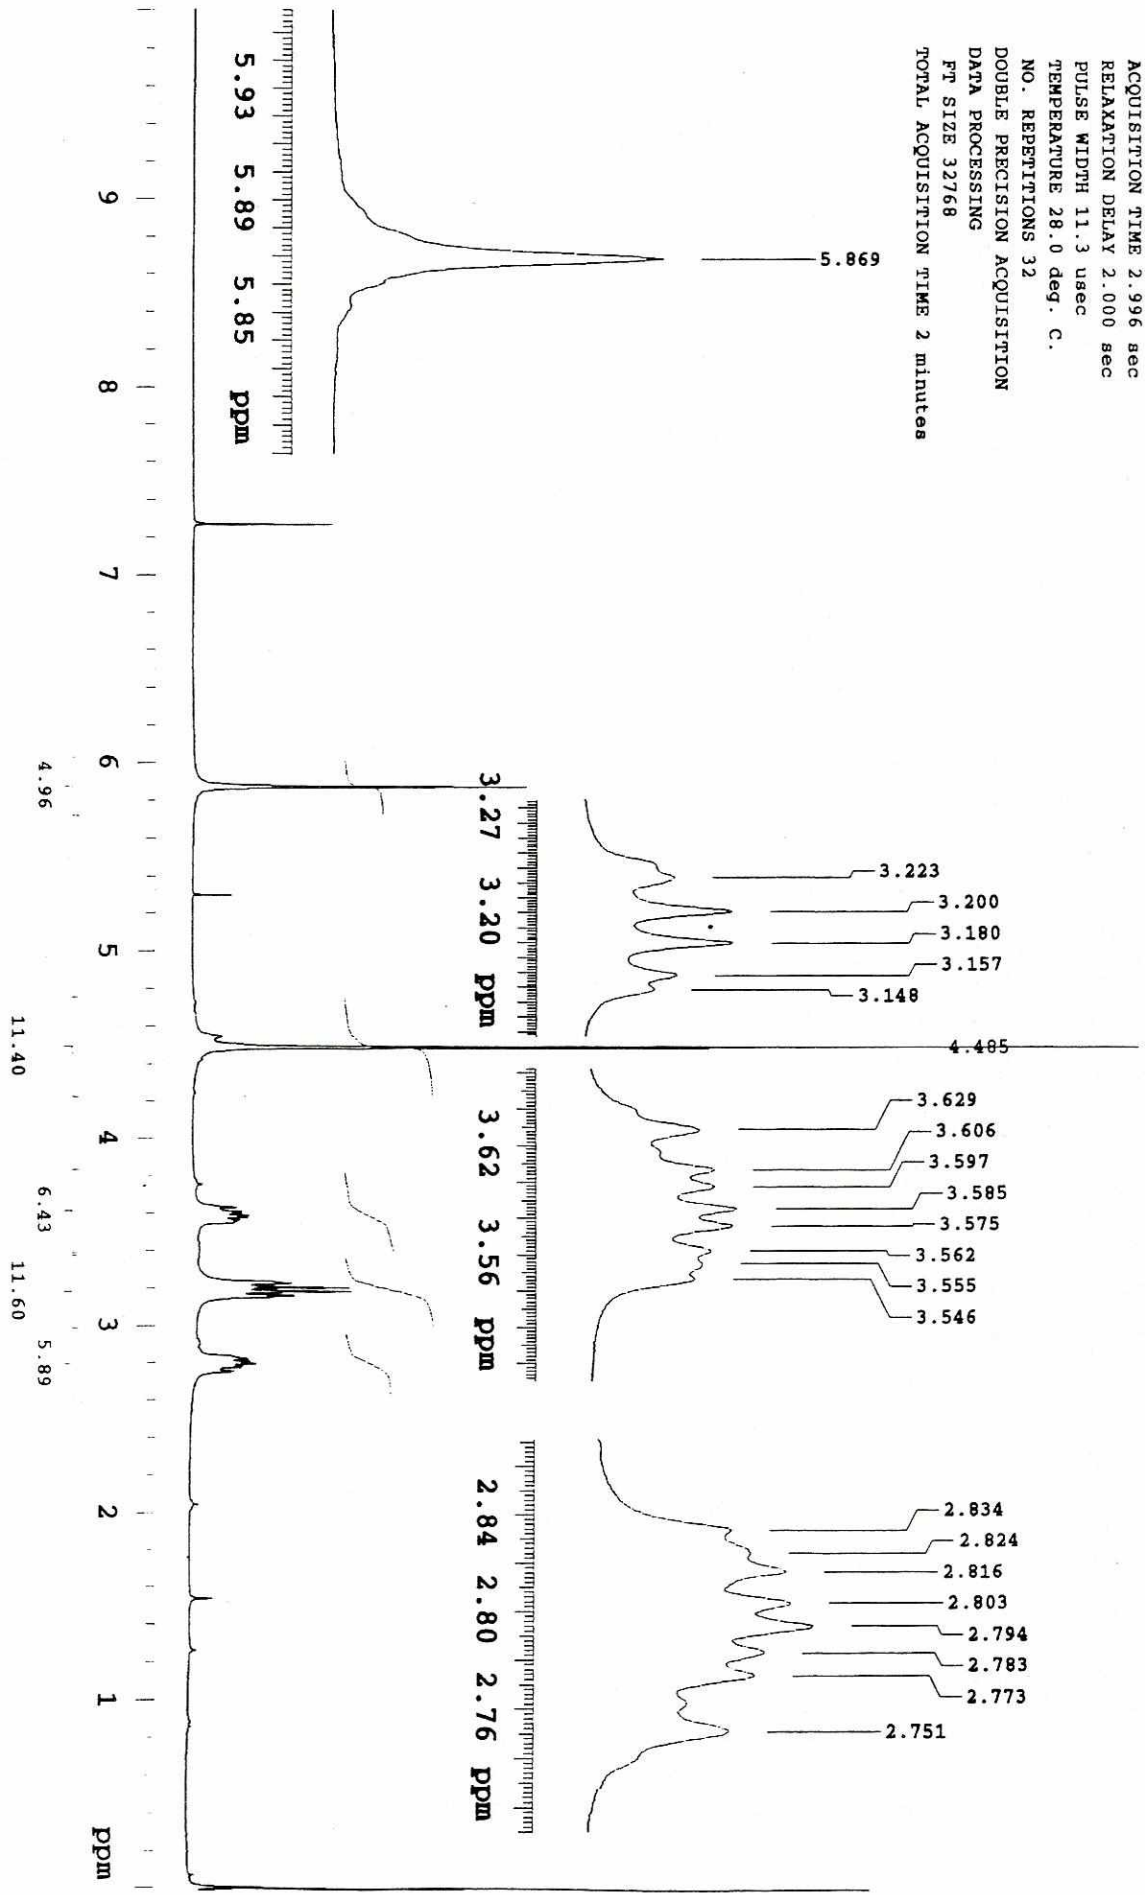 ACQUISITION TIME 2.996 sec
RELAXATION DELAY 2.000 sec
PULSE WIDTH 11.3 usec
TEMPERATURE 28.0 deg. C.
NO. REPETITIONS 32
DOUBLE PRECISION ACQUISITION
DATA PROCESSING
FT SIZE 32768
TOTAL ACQUISITION TIME 2 minutes
5.869
5.93 5.89 5.85 ppm
3.223
3.200
3.180
3.157
3.148
3.27 3.20 ppm
4.485
3.629
3.606
3.597
3.585
3.575
3.562
3.555
3.546
3.62 3.56 ppm
2.834
2.824
2.816
2.803
2.794
2.783
2.773
2.751
2.84 2.80 2.76 ppm
9 8 7 6 5 4 3 2 1 ppm
4.96 6.43 5.89
11.40 11.60